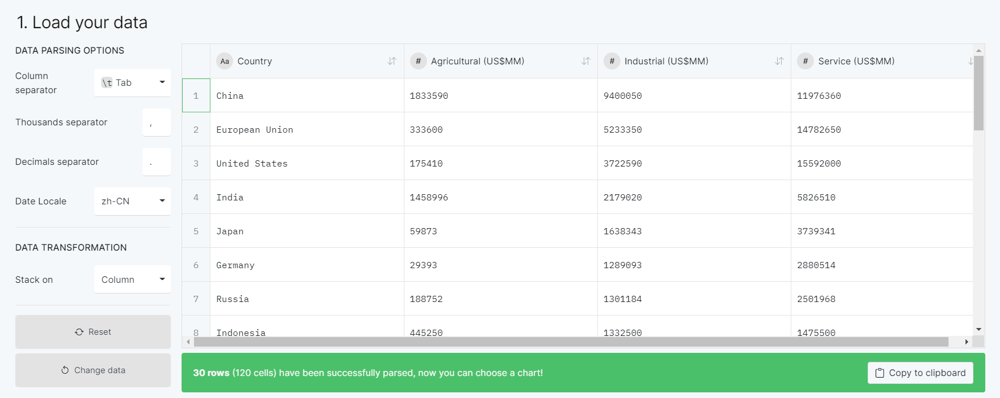 1. Load your data
DATA PARSING OPTIONS
Column separator
\t Tab
Thousands separator
,
Decimals separator
.
Date Locale
zh-CN
DATA TRANSFORMATION
Stack on
Column
Reset
Change data
Aa Country # Agricultural (US$MM) # Industrial (US$MM) # Service (US$MM)
1 China 1833590 9400050 11976360
2 European Union 333600 5233350 14782650
3 United States 175410 3722590 15592000
4 India 1458996 2179020 5826510
5 Japan 59873 1638343 3739341
6 Germany 29393 1289093 2880514
7 Russia 188752 1301184 2501968
8 Indonesia 445250 1332500 1475500
30 rows (120 cells) have been successfully parsed, now you can choose a chart!
Copy to clipboard